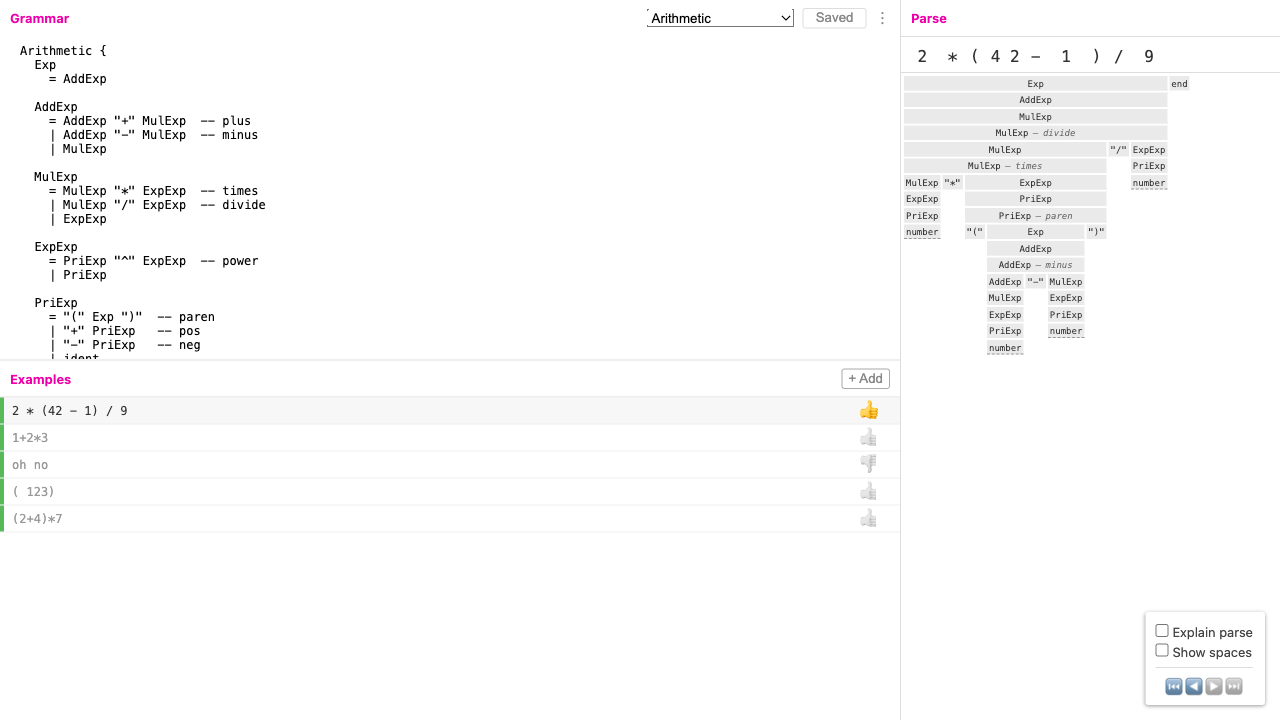 Grammar
Arithmetic
Saved
Arithmetic {
  Exp
    = AddExp

  AddExp
    = AddExp "+" MulExp  -- plus
    | AddExp "-" MulExp  -- minus
    | MulExp

  MulExp
    = MulExp "*" ExpExp  -- times
    | MulExp "/" ExpExp  -- divide
    | ExpExp

  ExpExp
    = PriExp "^" ExpExp  -- power
    | PriExp

  PriExp
    = "(" Exp ")"  -- paren
    | "+" PriExp   -- pos
    | "-" PriExp   -- neg
    | ident
Examples
+ Add
2 * (42 - 1) / 9
1+2*3
oh no
( 123)
(2+4)*7
Parse
2 * ( 4 2 - 1 ) / 9
Exp end
AddExp
MulExp
MulExp – divide
MulExp "/" ExpExp
MulExp – times PriExp
MulExp "*" ExpExp number
ExpExp PriExp
PriExp PriExp – paren
number "(" Exp ")"
AddExp
AddExp – minus
AddExp "-" MulExp
MulExp ExpExp
ExpExp PriExp
PriExp number
number
Explain parse
Show spaces